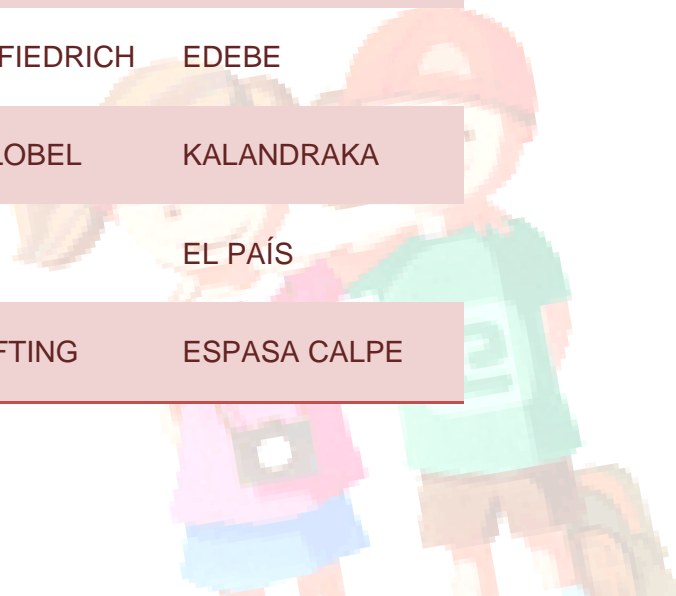 FIEDRICH EDEBE
LOBEL KALANDRAKA
EL PAÍS
FTING ESPASA CALPE